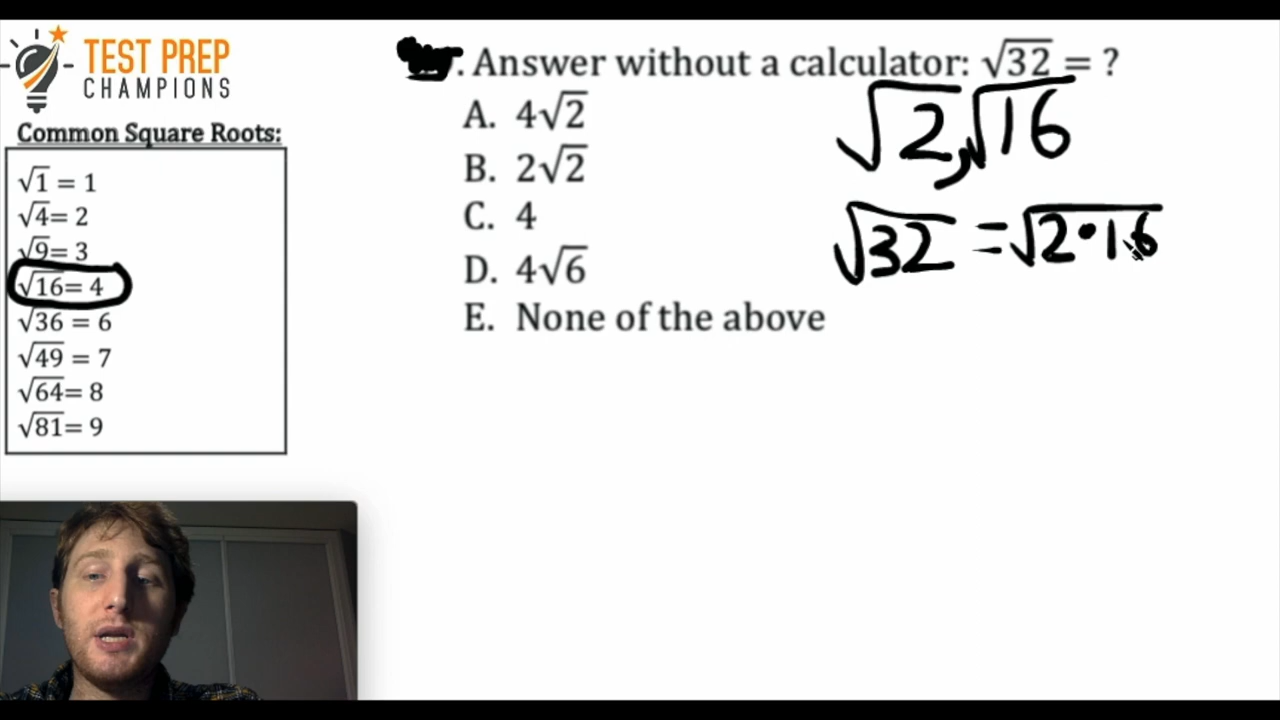 TEST PREP
CHAMPIONS
Common Square Roots:
√1 = 1
√4= 2
√9= 3
√16= 4
√36 = 6
√49 = 7
√64= 8
√81= 9
. Answer without a calculator: √32 = ?
A. 4√2
B. 2√2
C. 4
D. 4√6
E. None of the above
√2,√16
√32 = √2•16